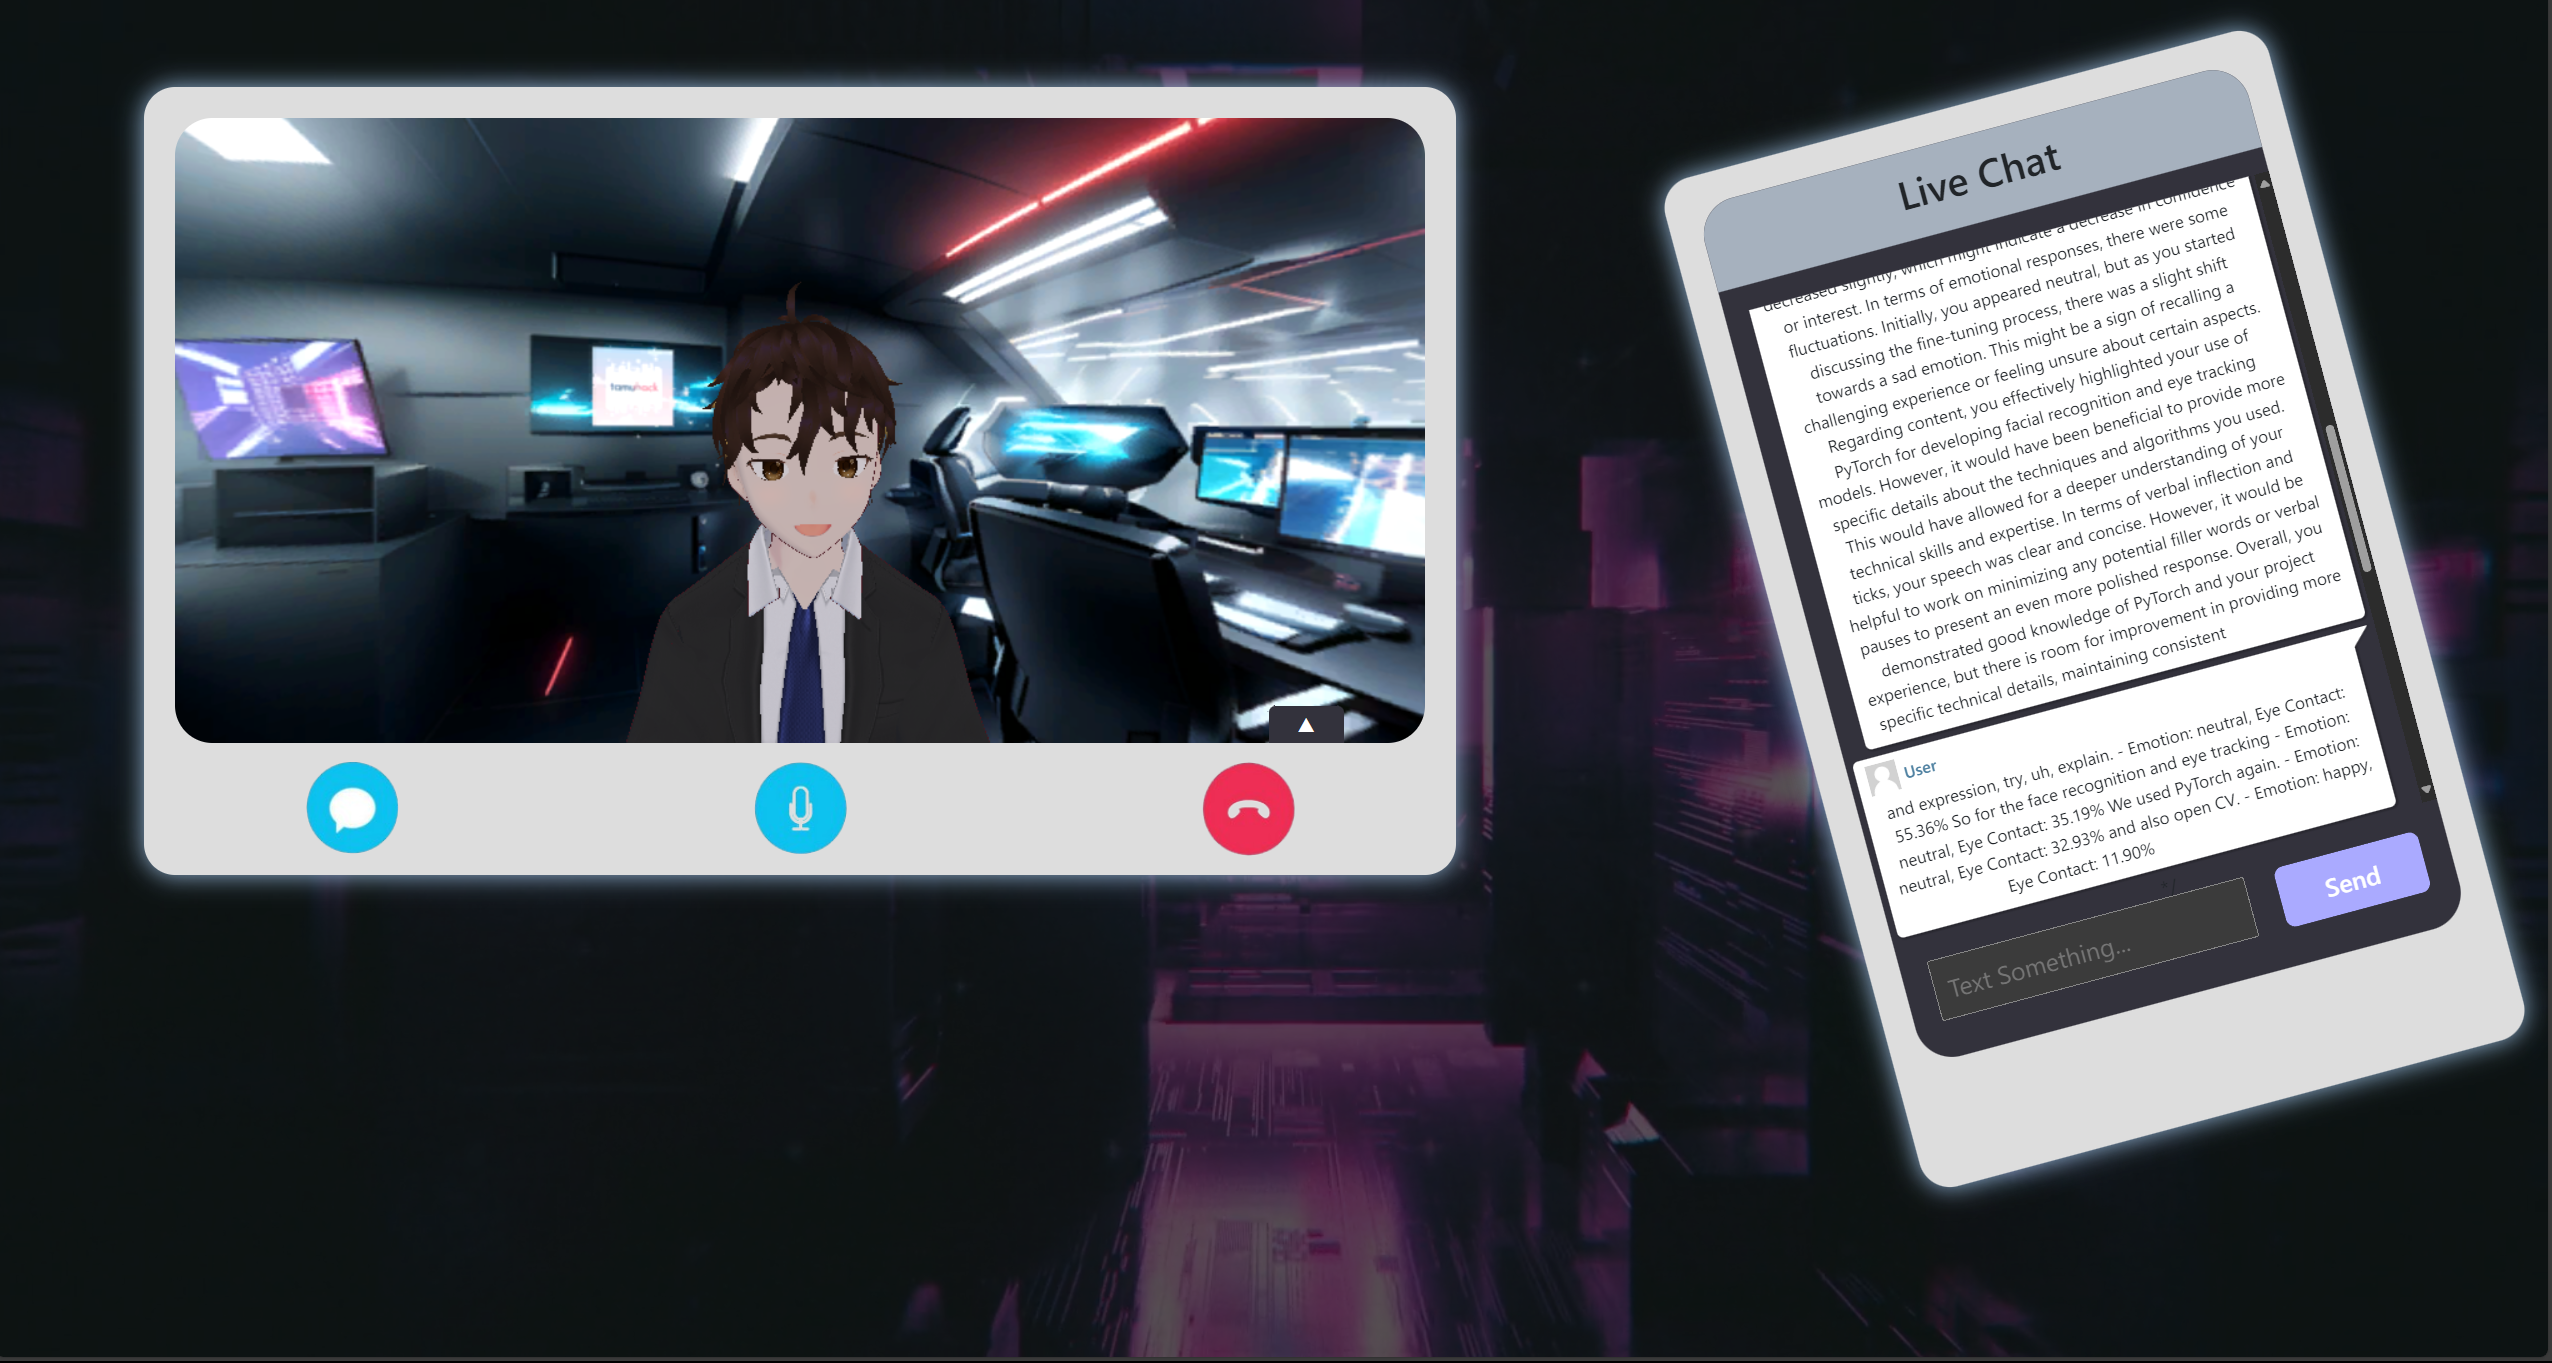 tamuhack
Live Chat
decreased slightly, which might indicate a decrease in confidence
or interest. In terms of emotional responses, there were some
fluctuations. Initially, you appeared neutral, but as you started
discussing the fine-tuning process, there was a slight shift
towards a sad emotion. This might be a sign of recalling a
challenging experience or feeling unsure about certain aspects.
Regarding content, you effectively highlighted your use of
PyTorch for developing facial recognition and eye tracking
models. However, it would have been beneficial to provide more
specific details about the techniques and algorithms you used.
This would have allowed for a deeper understanding of your
technical skills and expertise. In terms of verbal inflection and
ticks, your speech was clear and concise. However, it would be
helpful to work on minimizing any potential filler words or verbal
pauses to present an even more polished response. Overall, you
demonstrated good knowledge of PyTorch and your project
experience, but there is room for improvement in providing more
specific technical details, maintaining consistent
User
and expression, try, uh, explain. - Emotion: neutral, Eye Contact:
55.36% So for the face recognition and eye tracking - Emotion:
neutral, Eye Contact: 35.19% We used PyTorch again. - Emotion:
neutral, Eye Contact: 32.93% and also open CV. - Emotion: happy,
Eye Contact: 11.90%
Text Something...
Send